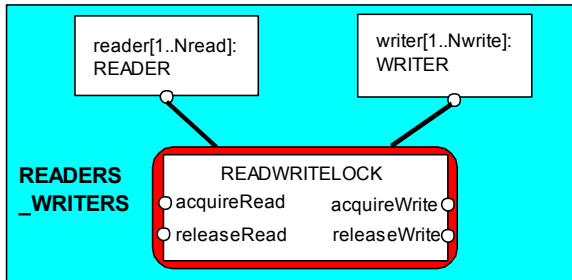 reader[1..Nread]:
READER
writer[1..Nwrite]:
WRITER
READWRITELOCK
READERS
_WRITERS
acquireRead
acquireWrite
releaseRead
releaseWrite